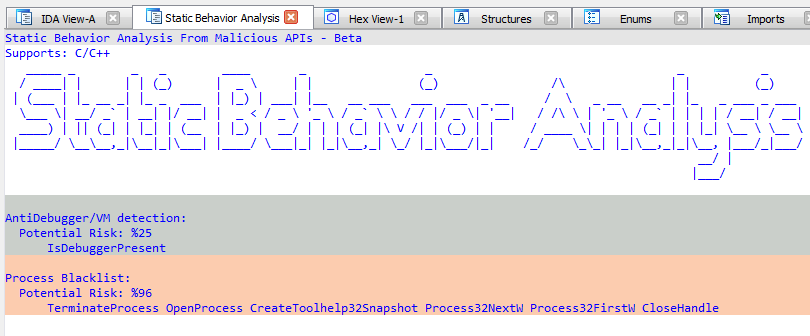 IDA View-A Static Behavior Analysis Hex View-1 Structures Enums Imports
Static Behavior Analysis From Malicious APIs - Beta
Supports: C/C++
Static Behavior Analysis
AntiDebugger/VM detection:
Potential Risk: %25
IsDebuggerPresent
Process Blacklist:
Potential Risk: %96
TerminateProcess OpenProcess CreateToolhelp32Snapshot Process32NextW Process32FirstW CloseHandle